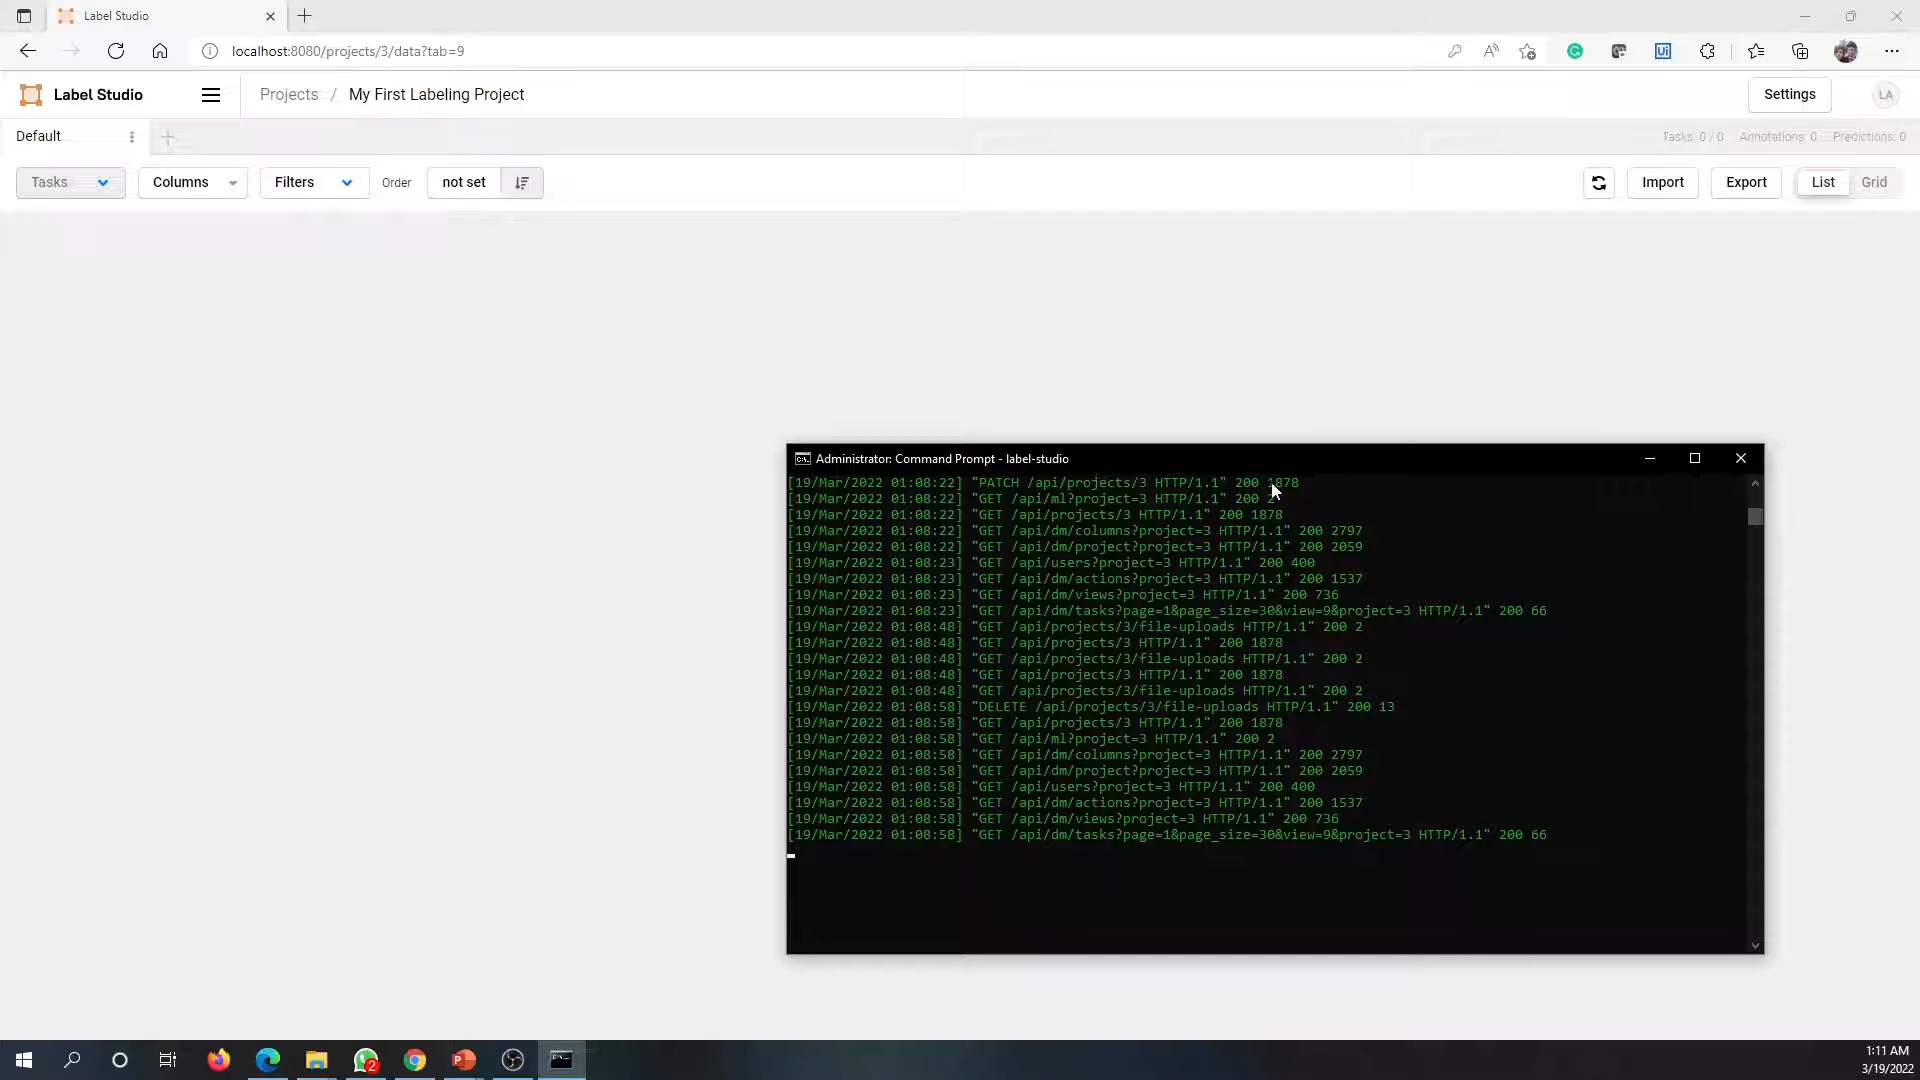 Label Studio
localhost:8080/projects/3/data?tab=9
Label Studio
Projects / My First Labeling Project
Settings
LA
Default
Tasks: 0 / 0 Annotations: 0 Predictions: 0
Tasks
Columns
Filters
Order
not set
Import
Export
List
Grid
Administrator: Command Prompt - label-studio
[19/Mar/2022 01:08:22] "PATCH /api/projects/3 HTTP/1.1" 200 1878
[19/Mar/2022 01:08:22] "GET /api/ml?project=3 HTTP/1.1" 200 2
[19/Mar/2022 01:08:22] "GET /api/projects/3 HTTP/1.1" 200 1878
[19/Mar/2022 01:08:22] "GET /api/dm/columns?project=3 HTTP/1.1" 200 2797
[19/Mar/2022 01:08:22] "GET /api/dm/project?project=3 HTTP/1.1" 200 2059
[19/Mar/2022 01:08:23] "GET /api/users?project=3 HTTP/1.1" 200 400
[19/Mar/2022 01:08:23] "GET /api/dm/actions?project=3 HTTP/1.1" 200 1537
[19/Mar/2022 01:08:23] "GET /api/dm/views?project=3 HTTP/1.1" 200 736
[19/Mar/2022 01:08:23] "GET /api/dm/tasks?page=1&page_size=30&view=9&project=3 HTTP/1.1" 200 66
[19/Mar/2022 01:08:48] "GET /api/projects/3/file-uploads HTTP/1.1" 200 2
[19/Mar/2022 01:08:48] "GET /api/projects/3 HTTP/1.1" 200 1878
[19/Mar/2022 01:08:48] "GET /api/projects/3/file-uploads HTTP/1.1" 200 2
[19/Mar/2022 01:08:48] "GET /api/projects/3 HTTP/1.1" 200 1878
[19/Mar/2022 01:08:48] "GET /api/projects/3/file-uploads HTTP/1.1" 200 2
[19/Mar/2022 01:08:58] "DELETE /api/projects/3/file-uploads HTTP/1.1" 200 13
[19/Mar/2022 01:08:58] "GET /api/projects/3 HTTP/1.1" 200 1878
[19/Mar/2022 01:08:58] "GET /api/ml?project=3 HTTP/1.1" 200 2
[19/Mar/2022 01:08:58] "GET /api/dm/columns?project=3 HTTP/1.1" 200 2797
[19/Mar/2022 01:08:58] "GET /api/dm/project?project=3 HTTP/1.1" 200 2059
[19/Mar/2022 01:08:58] "GET /api/users?project=3 HTTP/1.1" 200 400
[19/Mar/2022 01:08:58] "GET /api/dm/actions?project=3 HTTP/1.1" 200 1537
[19/Mar/2022 01:08:58] "GET /api/dm/views?project=3 HTTP/1.1" 200 736
[19/Mar/2022 01:08:58] "GET /api/dm/tasks?page=1&page_size=30&view=9&project=3 HTTP/1.1" 200 66
2
1:11 AM
3/19/2022